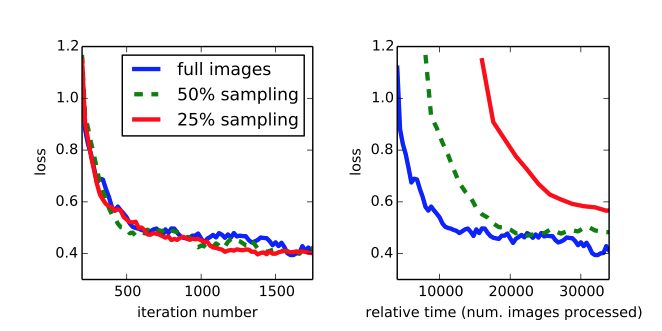 1.2
1.0
0.8
0.6
0.4
loss
500
1000
1500
iteration number
full images
50% sampling
25% sampling
1.2
1.0
0.8
0.6
0.4
loss
10000
20000
30000
relative time (num. images processed)